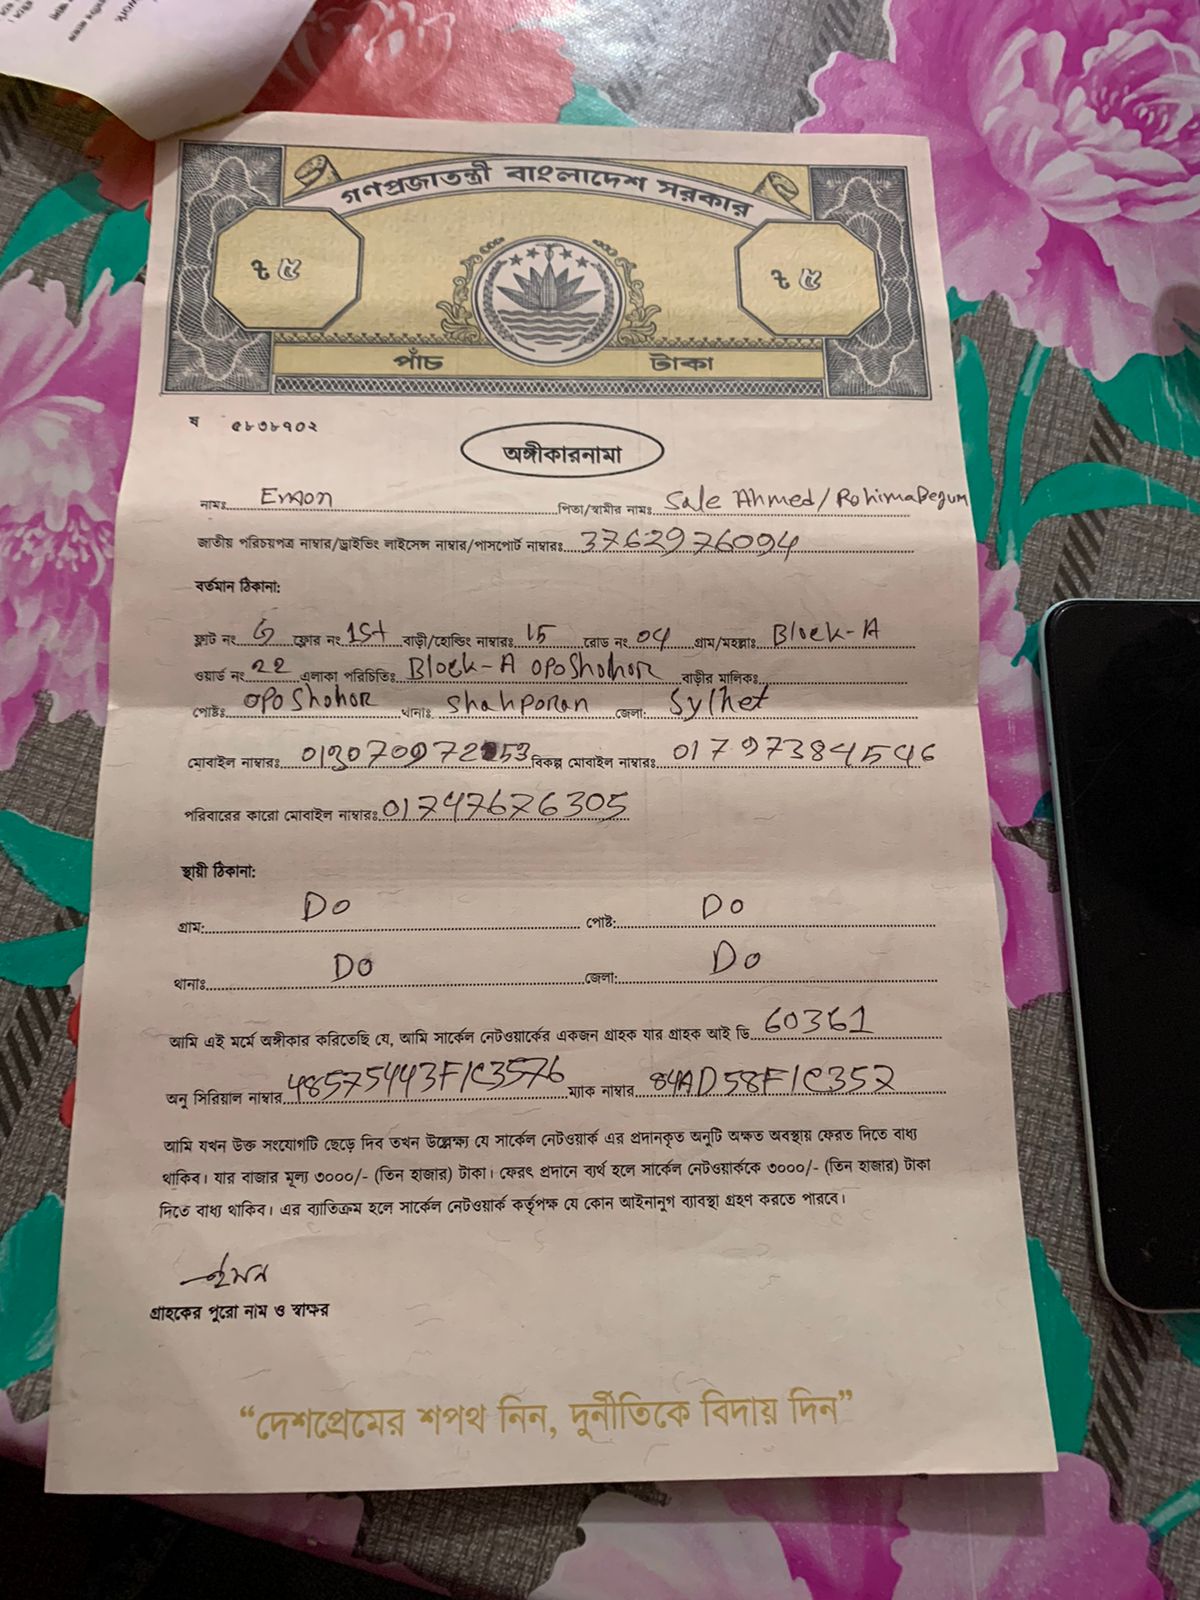 গণপ্রজাতন্ত্রী বাংলাদেশ সরকার
৳ ৫ ৳ ৫
পাঁচ টাকা
ষ ৫৮৩৮৭০২
অঙ্গীকারনামা
নামঃ Emon পিতা/স্বামীর নামঃ Sale Ahmed/Rohima Begum
জাতীয় পরিচয়পত্র নাম্বার/ড্রাইভিং লাইসেন্স নাম্বার/পাসপোর্ট নাম্বারঃ 3762976094
বর্তমান ঠিকানা:
ফ্লাট নং ফ্লোর নং 1St বাড়ী/হোল্ডিং নাম্বারঃ 15 রোড নং 04 গ্রাম/মহল্লাঃ Block-A
ওয়ার্ড নং 22 এলাকা পরিচিতিঃ Block-A OpoShohor বাড়ীর মালিকঃ
পোষ্টঃ OpoShohor থানাঃ Shahporan জেলা: Sylhet
মোবাইল নাম্বারঃ বিকল্প মোবাইল নাম্বারঃ 01797384546
পরিবারের কারো মোবাইল নাম্বারঃ 01747676305
স্থায়ী ঠিকানা:
গ্রাম: Do পোষ্ট: Do
থানাঃ Do জেলা: Do
আমি এই মর্মে অঙ্গীকার করিতেছি যে, আমি সার্কেল নেটওয়ার্কের একজন গ্রাহক যার গ্রাহক আই ডি 60361
অনু সিরিয়াল নাম্বার 48575443F1C3576 ম্যাক নাম্বার 84AD58F1C357
আমি যখন উক্ত সংযোগটি ছেড়ে দিব তখন উল্লেক্ষ্য যে সার্কেল নেটওয়ার্ক এর প্রদানকৃত অনুটি অক্ষত অবস্থায় ফেরত দিতে বাধ্য
থাকিব। যার বাজার মূল্য ৩০০০/- (তিন হাজার) টাকা। ফেরৎ প্রদানে ব্যর্থ হলে সার্কেল নেটওয়ার্ককে ৩০০০/- (তিন হাজার) টাকা
দিতে বাধ্য থাকিব। এর ব্যাতিক্রম হলে সার্কেল নেটওয়ার্ক কর্তৃপক্ষ যে কোন আইনানুগ ব্যাবস্থা গ্রহণ করতে পারবে।
ইমন
গ্রাহকের পুরো নাম ও স্বাক্ষর
“দেশপ্রেমের শপথ নিন, দুর্নীতিকে বিদায় দিন”